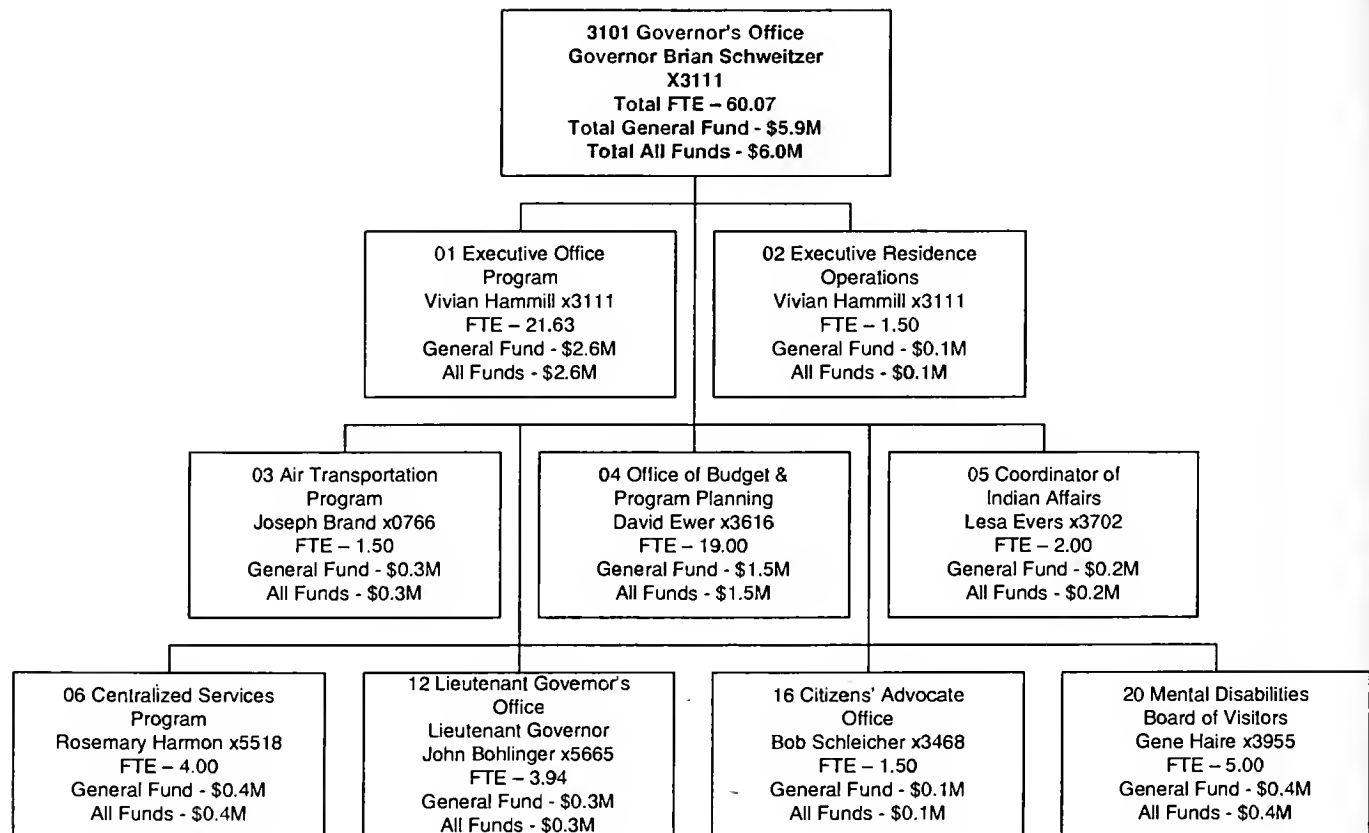 3101 Governor's Office
Governor Brian Schweitzer
X3111
Total FTE – 60.07
Total General Fund - $5.9M
Total All Funds - $6.0M
01 Executive Office
Program
Vivian Hammill x3111
FTE – 21.63
General Fund - $2.6M
All Funds - $2.6M
02 Executive Residence
Operations
Vivian Hammill x3111
FTE – 1.50
General Fund - $0.1M
All Funds - $0.1M
03 Air Transportation
Program
Joseph Brand x0766
FTE – 1.50
General Fund - $0.3M
All Funds - $0.3M
04 Office of Budget &
Program Planning
David Ewer x3616
FTE – 19.00
General Fund - $1.5M
All Funds - $1.5M
05 Coordinator of
Indian Affairs
Lesa Evers x3702
FTE – 2.00
General Fund - $0.2M
All Funds - $0.2M
06 Centralized Services
Program
Rosemary Harmon x5518
FTE – 4.00
General Fund - $0.4M
All Funds - $0.4M
12 Lieutenant Governor's
Office
Lieutenant Governor
John Bohlinger x5665
FTE – 3.94
General Fund - $0.3M
All Funds - $0.3M
16 Citizens' Advocate
Office
Bob Schleicher x3468
FTE – 1.50
General Fund - $0.1M
All Funds - $0.1M
20 Mental Disabilities
Board of Visitors
Gene Haire x3955
FTE – 5.00
General Fund - $0.4M
All Funds - $0.4M